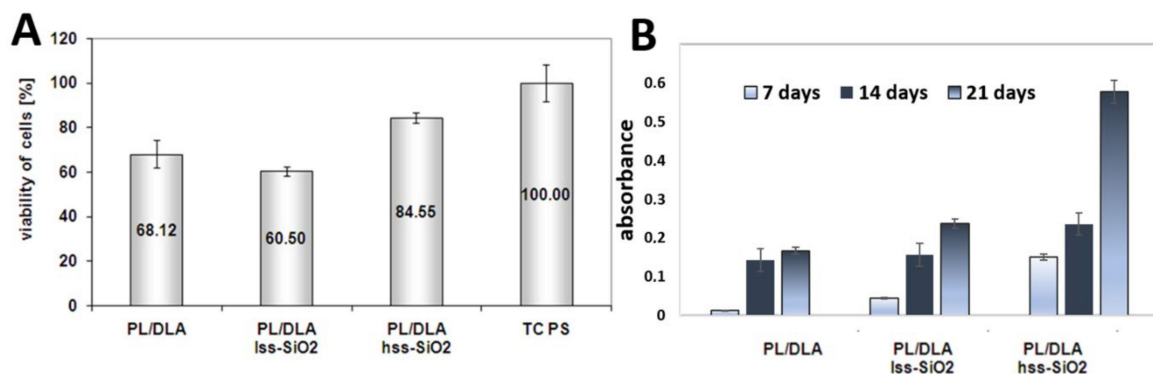 A
viability of cells [%]
120
100
80
60
40
20
0
68.12
60.50
84.55
100.00
PL/DLA
PL/DLA
lss-SiO2
PL/DLA
hss-SiO2
TC PS
B
absorbance
0.6
0.5
0.4
0.3
0.2
0.1
0
7 days 14 days 21 days
PL/DLA
PL/DLA
lss-SiO2
PL/DLA
hss-SiO2